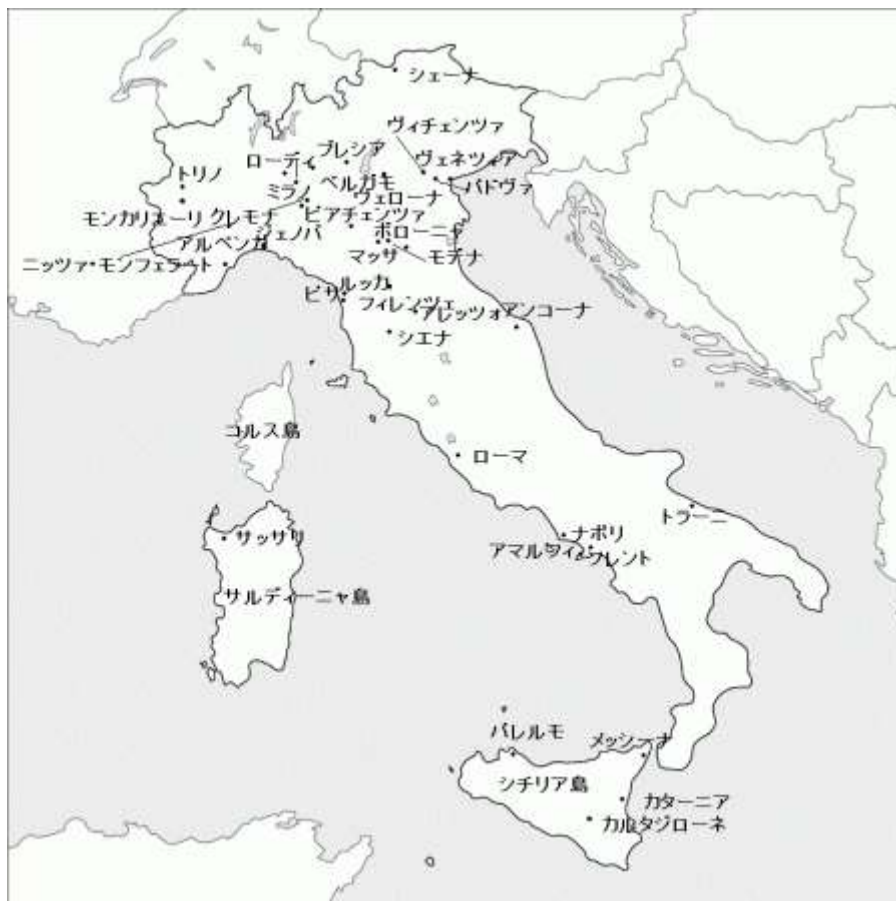 シェーナ
ヴィチェンツァ
ブレシア
ローディ
ヴェネツィア
トリノ
ミラノ
ベルガモ
パドヴァ
ヴェローナ
モンカリエーリ
クレモナ
ピアチェンツァ
ジェノバ
ボローニャ
アルベンガ
マッサ
モデナ
ニッツァ・モンフェラート
ルッカ
ピサ
フィレンツェ
アレッツォ
アンコーナ
シエナ
コルス島
ローマ
トラーニ
サッサリ
ナポリ
アマルフィ
サルディーニャ島
パレルモ
メッシーナ
シチリア島
カターニア
カルタジローネ